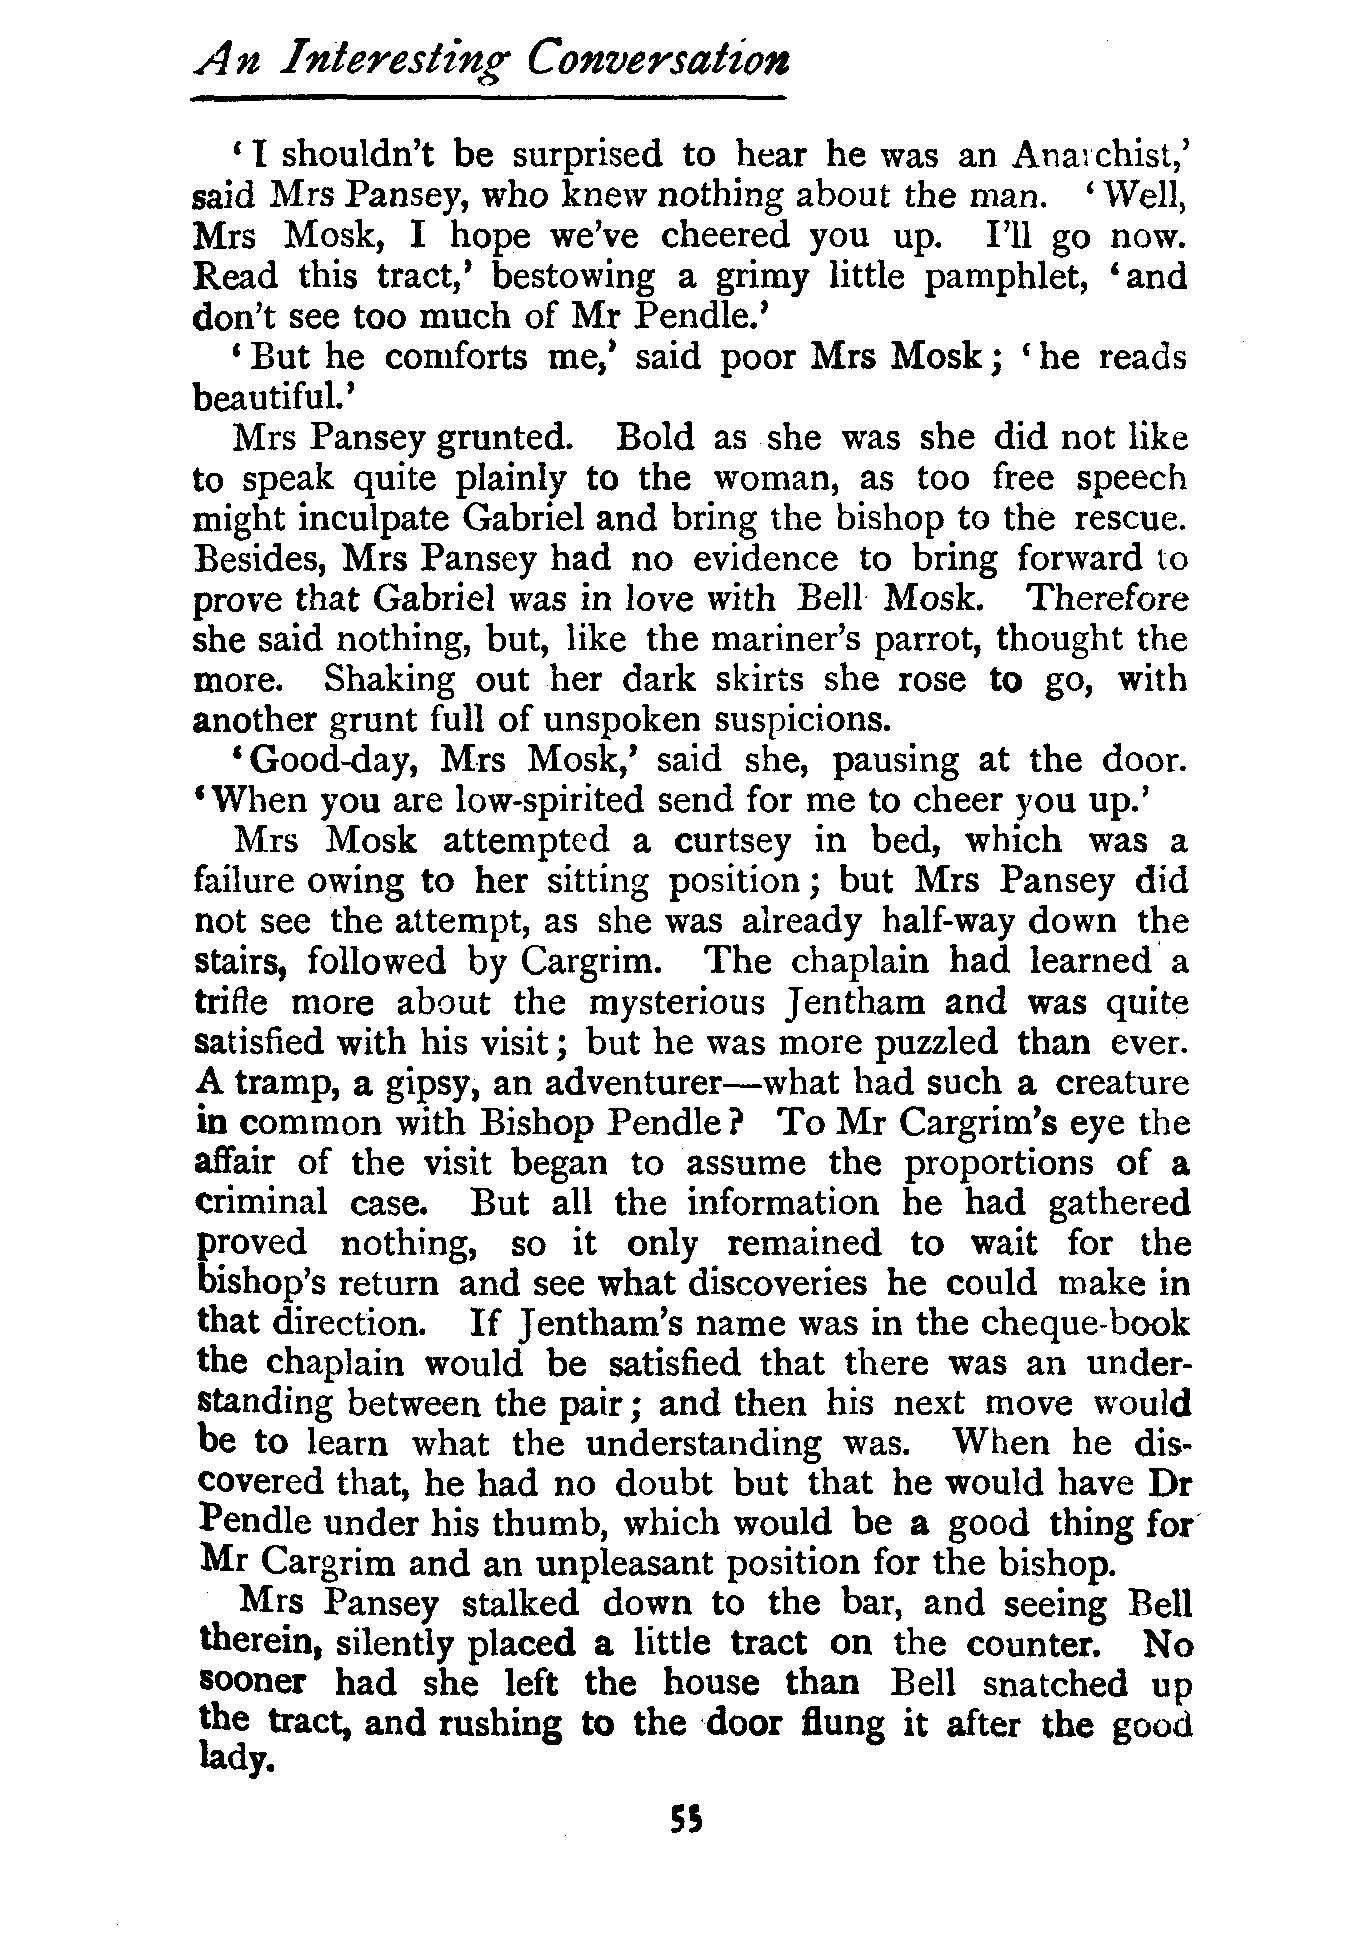 An Interesting Conversation
‘I shouldn't be surprised to hear he was an Anarchist,’
said Mrs Pansey, who knew nothing about the man. ‘Well,
Mrs Mosk, I hope we've cheered you up. I'll go now.
Read this tract,’ bestowing a grimy little pamphlet, ‘and
don't see too much of Mr Pendle.’
‘But he comforts me,’ said poor Mrs Mosk; ‘he reads
beautiful.’
Mrs Pansey grunted. Bold as she was she did not like
to speak quite plainly to the woman, as too free speech
might inculpate Gabriel and bring the bishop to the rescue.
Besides, Mrs Pansey had no evidence to bring forward to
prove that Gabriel was in love with Bell Mosk. Therefore
she said nothing, but, like the mariner's parrot, thought the
more. Shaking out her dark skirts she rose to go, with
another grunt full of unspoken suspicions.
‘Good-day, Mrs Mosk,’ said she, pausing at the door.
‘When you are low-spirited send for me to cheer you up.’
Mrs Mosk attempted a curtsey in bed, which was a
failure owing to her sitting position; but Mrs Pansey did
not see the attempt, as she was already half-way down the
stairs, followed by Cargrim. The chaplain had learned a
trifle more about the mysterious Jentham and was quite
satisfied with his visit; but he was more puzzled than ever.
A tramp, a gipsy, an adventurer—what had such a creature
in common with Bishop Pendle? To Mr Cargrim's eye the
affair of the visit began to assume the proportions of a
criminal case. But all the information he had gathered
proved nothing, so it only remained to wait for the
bishop's return and see what discoveries he could make in
that direction. If Jentham's name was in the cheque-book
the chaplain would be satisfied that there was an under-
standing between the pair; and then his next move would
be to learn what the understanding was. When he dis-
covered that, he had no doubt but that he would have Dr
Pendle under his thumb, which would be a good thing for
Mr Cargrim and an unpleasant position for the bishop.
Mrs Pansey stalked down to the bar, and seeing Bell
therein, silently placed a little tract on the counter. No
sooner had she left the house than Bell snatched up
the tract, and rushing to the door flung it after the good
lady.
55